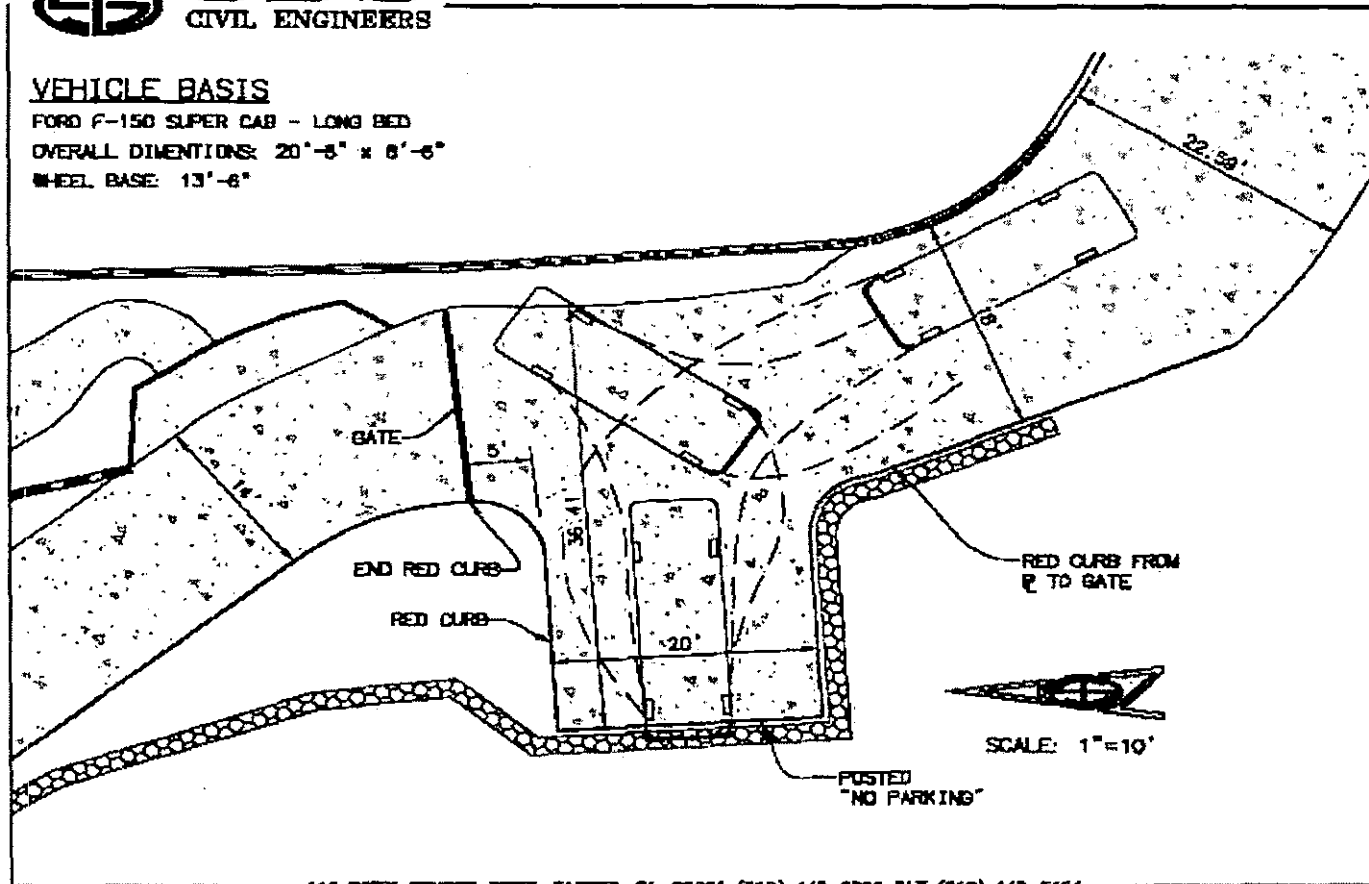 CIVIL ENGINEERS
VEHICLE BASIS
FORD F-150 SUPER CAB - LONG BED
OVERALL DIMENTIONS: 20'-5" x 6'-6"
WHEEL BASE: 13'-6"
22.59'
18'
GATE
5'
14'
36.41'
END RED CURB
RED CURB
20'
RED CURB FROM
PL TO GATE
SCALE: 1"=10'
POSTED
"NO PARKING"